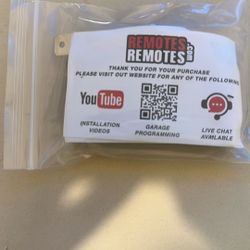 REMOTES
REMOTES
.COM
THANK YOU FOR YOUR PURCHASE
PLEASE VISIT OUT WEBSITE FOR ANY OF THE FOLLOWING
YouTube
INSTALLATION
VIDEOS
GARAGE
PROGRAMMING
LIVE CHAT
AVAILABLE